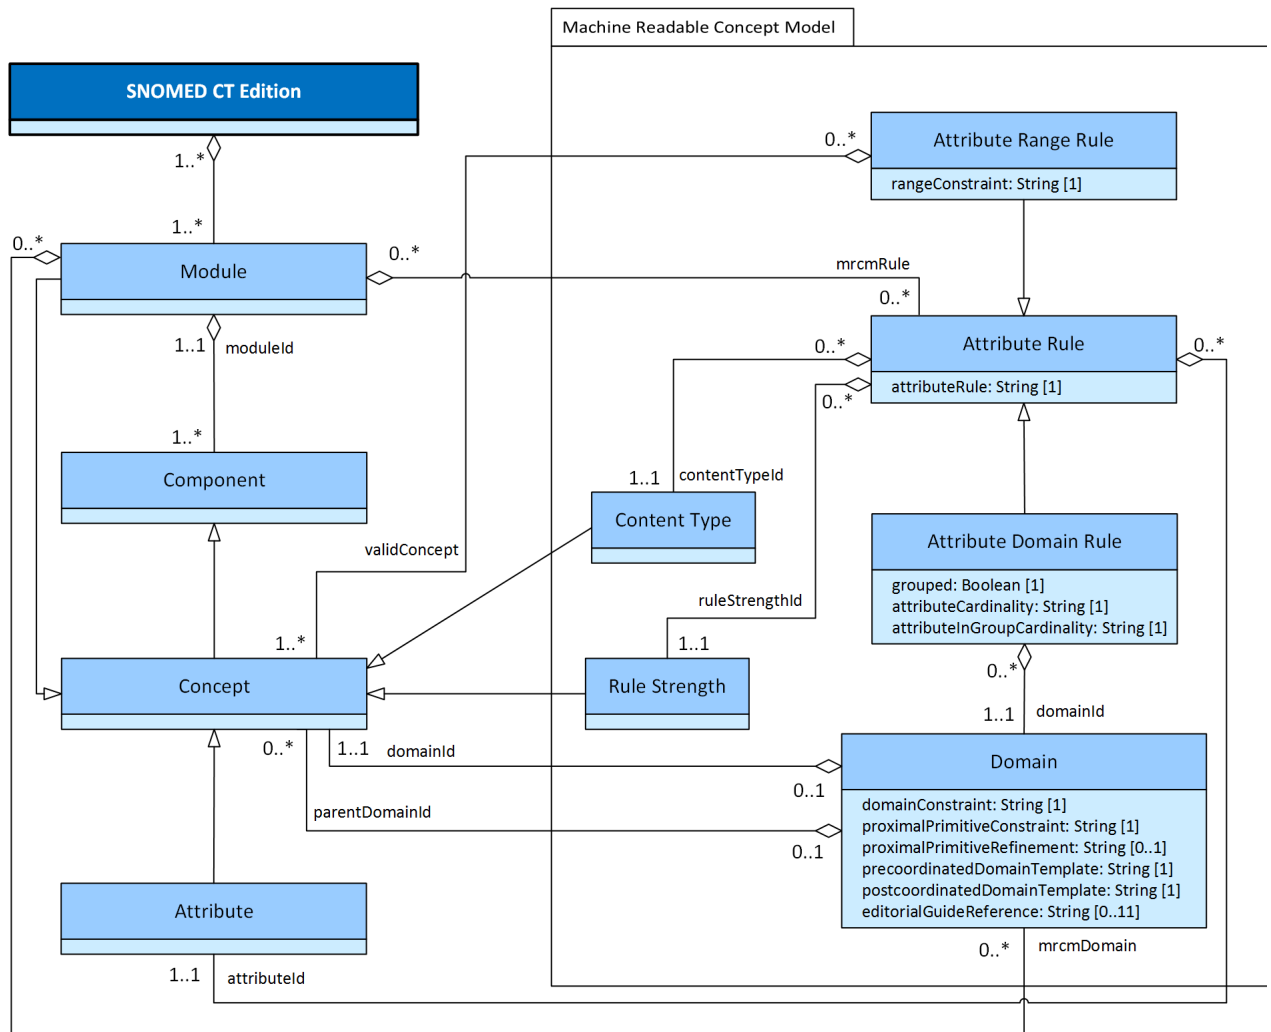 Machine Readable Concept Model
SNOMED CT Edition
1..*
1..*
0..*
Module
0..*
1..1
moduleId
1..*
Component
validConcept
1..*
Concept
0..*
1..1
domainId
parentDomainId
Attribute
1..1
attributeId
0..*
Attribute Range Rule
rangeConstraint: String [1]
mrcmRule
0..*
Attribute Rule
attributeRule: String [1]
0..*
0..*
0..*
contentTypeId
1..1
Content Type
ruleStrengthId
1..1
Rule Strength
Attribute Domain Rule
grouped: Boolean [1]
attributeCardinality: String [1]
attributeInGroupCardinality: String [1]
0..*
1..1
domainId
0..1
0..1
Domain
domainConstraint: String [1]
proximalPrimitiveConstraint: String [1]
proximalPrimitiveRefinement: String [0..1]
precoordinatedDomainTemplate: String [1]
postcoordinatedDomainTemplate: String [1]
editorialGuideReference: String [0..11]
0..*
mrcmDomain